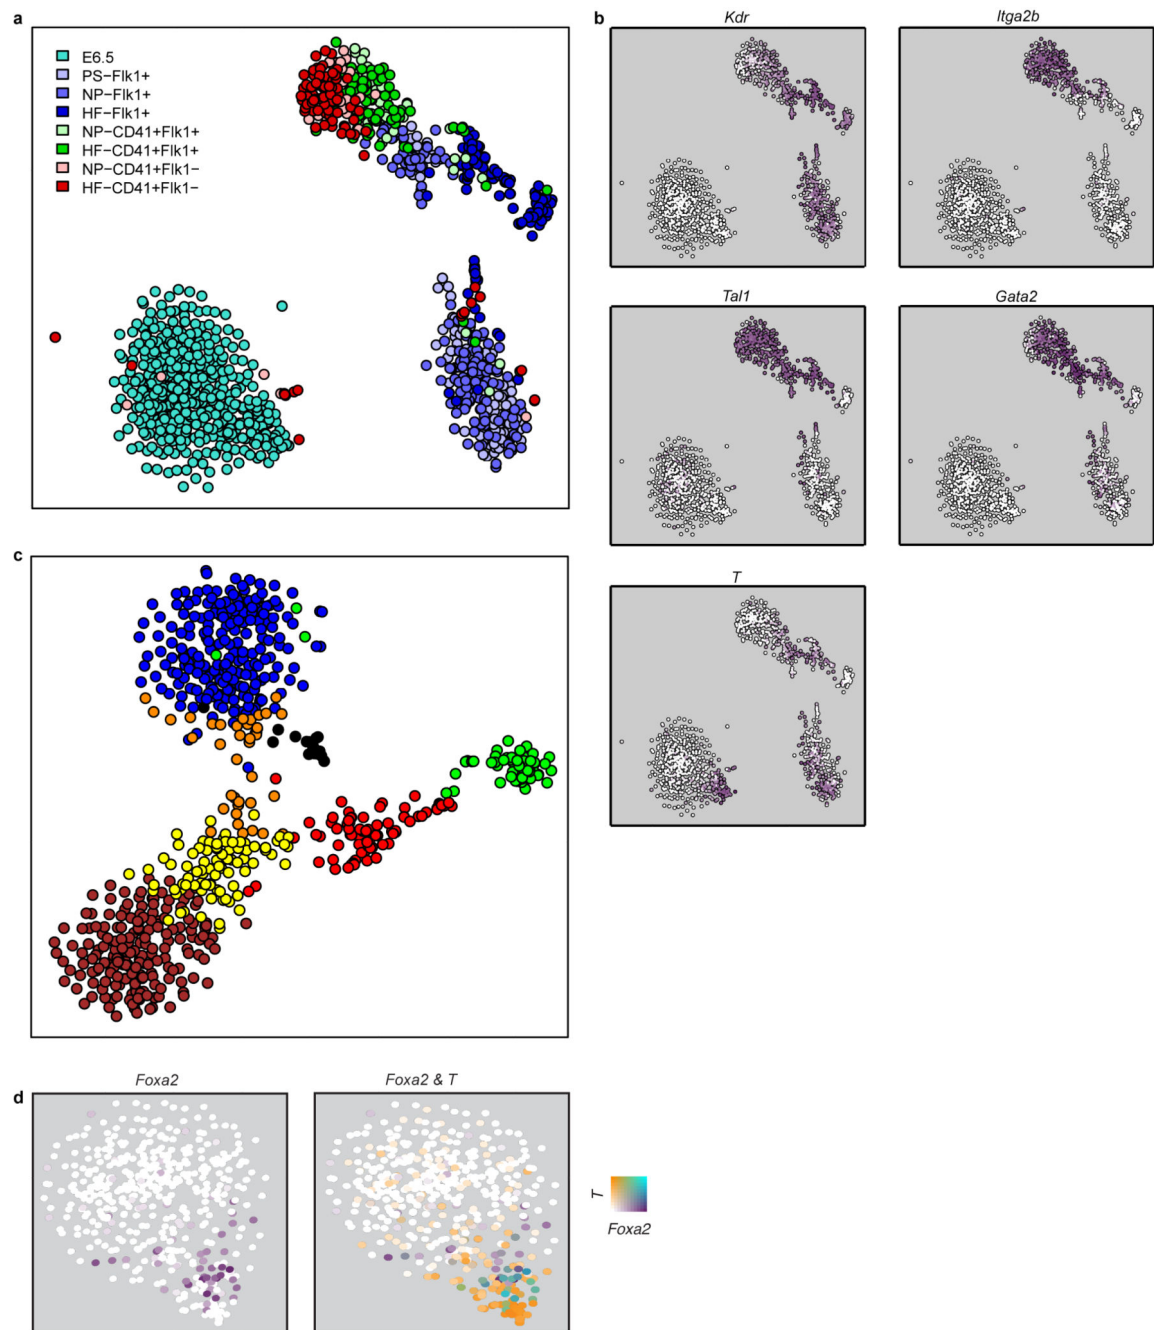 a
E6.5
PS–Flk1+
NP–Flk1+
HF–Flk1+
NP–CD41+Flk1+
HF–CD41+Flk1+
NP–CD41+Flk1–
HF–CD41+Flk1–
b
Kdr
Itga2b
Tal1
Gata2
T
c
d
Foxa2
Foxa2 & T
T
Foxa2